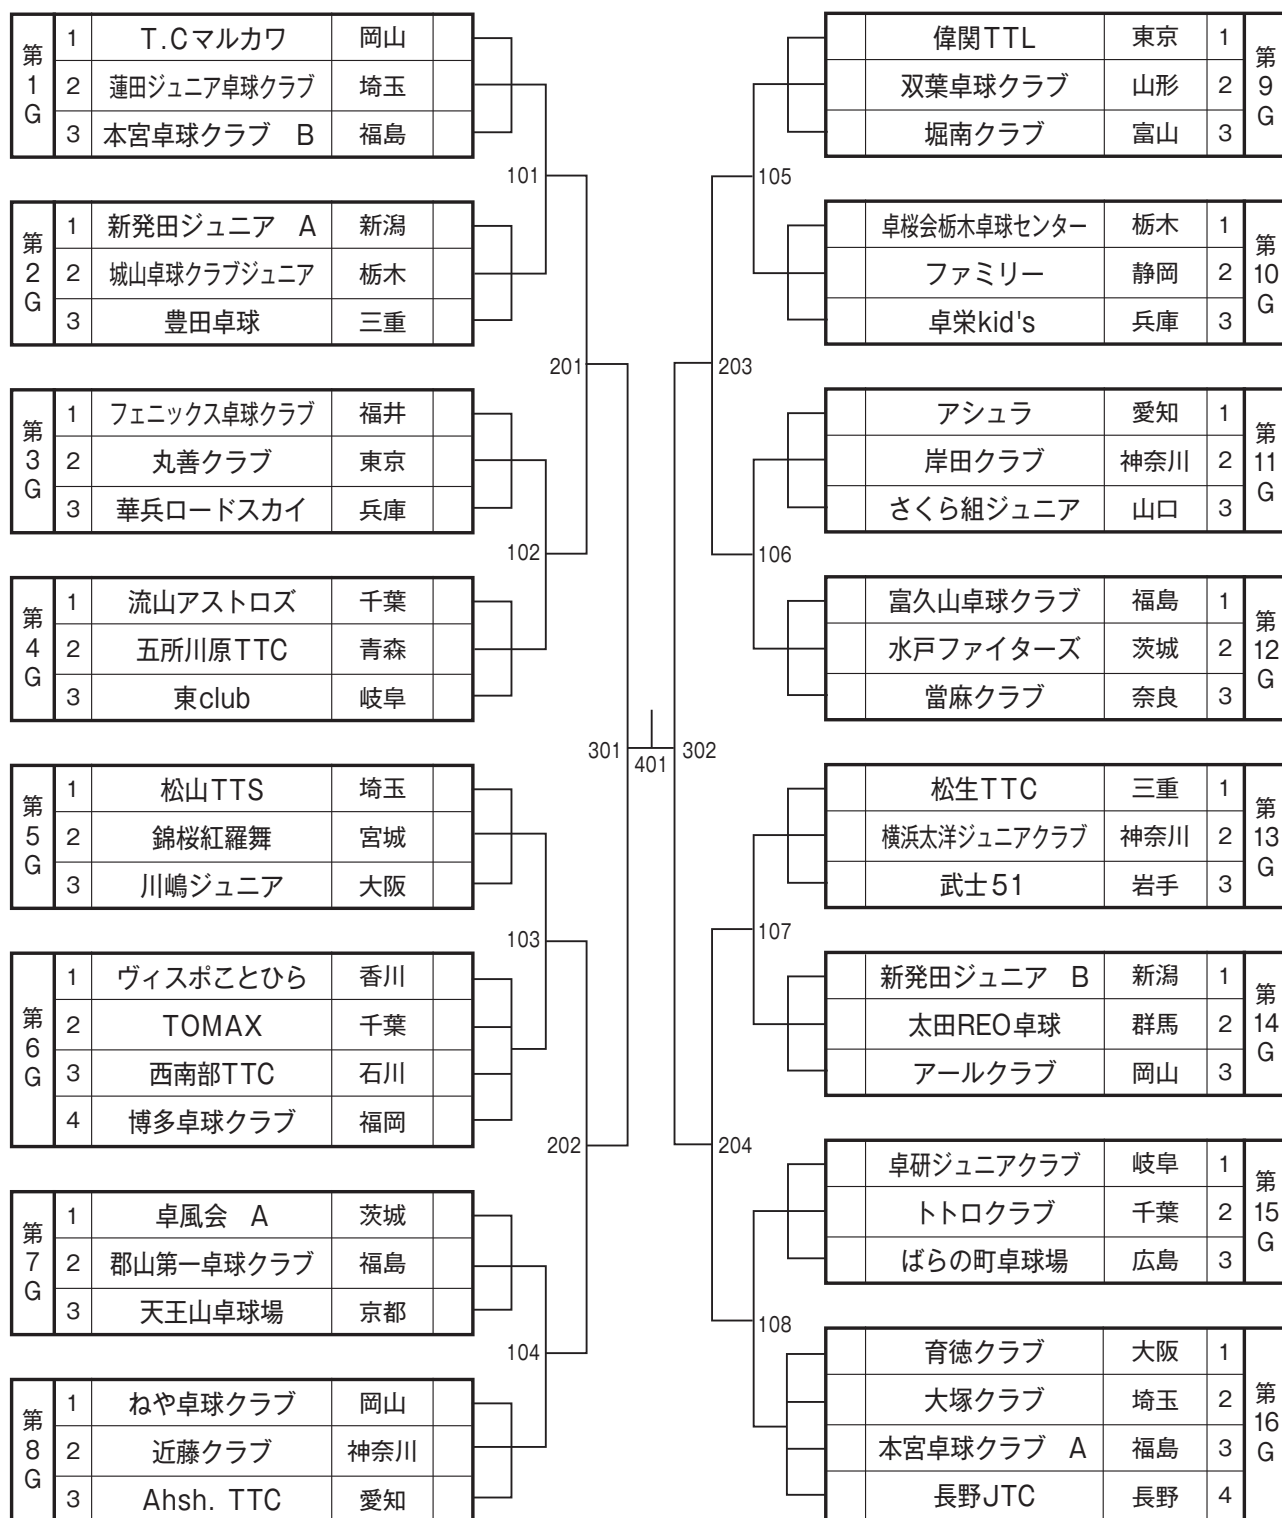 第1G
1 T.Cマルカワ 岡山
2 蓮田ジュニア卓球クラブ 埼玉
3 本宮卓球クラブ B 福島
101
第2G
1 新発田ジュニア A 新潟
2 城山卓球クラブジュニア 栃木
3 豊田卓球 三重
201
第3G
1 フェニックス卓球クラブ 福井
2 丸善クラブ 東京
3 華兵ロードスカイ 兵庫
102
第4G
1 流山アストロズ 千葉
2 五所川原TTC 青森
3 東club 岐阜
301
401
302
第5G
1 松山TTS 埼玉
2 錦桜紅羅舞 宮城
3 川嶋ジュニア 大阪
103
第6G
1 ヴィスポことひら 香川
2 TOMAX 千葉
3 西南部TTC 石川
4 博多卓球クラブ 福岡
202
第7G
1 卓風会 A 茨城
2 郡山第一卓球クラブ 福島
3 天王山卓球場 京都
104
第8G
1 ねや卓球クラブ 岡山
2 近藤クラブ 神奈川
3 Ahsh. TTC 愛知
偉関TTL 東京 1
双葉卓球クラブ 山形 2
堀南クラブ 富山 3
第9G
105
卓桜会栃木卓球センター 栃木 1
ファミリー 静岡 2
卓栄kid's 兵庫 3
第10G
203
アシュラ 愛知 1
岸田クラブ 神奈川 2
さくら組ジュニア 山口 3
第11G
106
富久山卓球クラブ 福島 1
水戸ファイターズ 茨城 2
當麻クラブ 奈良 3
第12G
松生TTC 三重 1
横浜太洋ジュニアクラブ 神奈川 2
武士51 岩手 3
第13G
107
新発田ジュニア B 新潟 1
太田REO卓球 群馬 2
アールクラブ 岡山 3
第14G
204
卓研ジュニアクラブ 岐阜 1
トトロクラブ 千葉 2
ばらの町卓球場 広島 3
第15G
108
育徳クラブ 大阪 1
大塚クラブ 埼玉 2
本宮卓球クラブ A 福島 3
長野JTC 長野 4
第16G